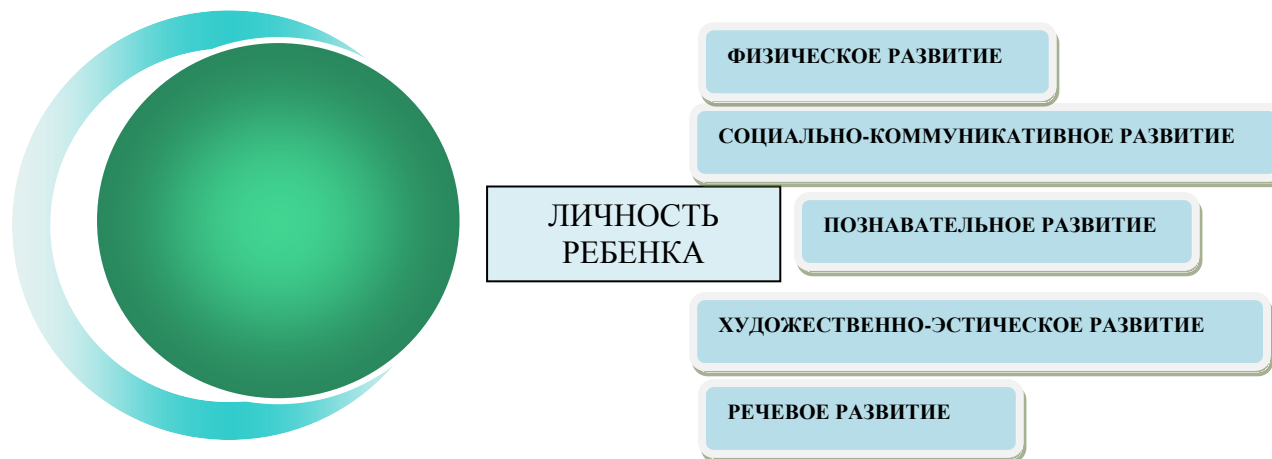 ФИЗИЧЕСКОЕ РАЗВИТИЕ
СОЦИАЛЬНО-КОММУНИКАТИВНОЕ РАЗВИТИЕ
ЛИЧНОСТЬ
РЕБЕНКА
ПОЗНАВАТЕЛЬНОЕ РАЗВИТИЕ
ХУДОЖЕСТВЕННО-ЭСТИЧЕСКОЕ РАЗВИТИЕ
РЕЧЕВОЕ РАЗВИТИЕ